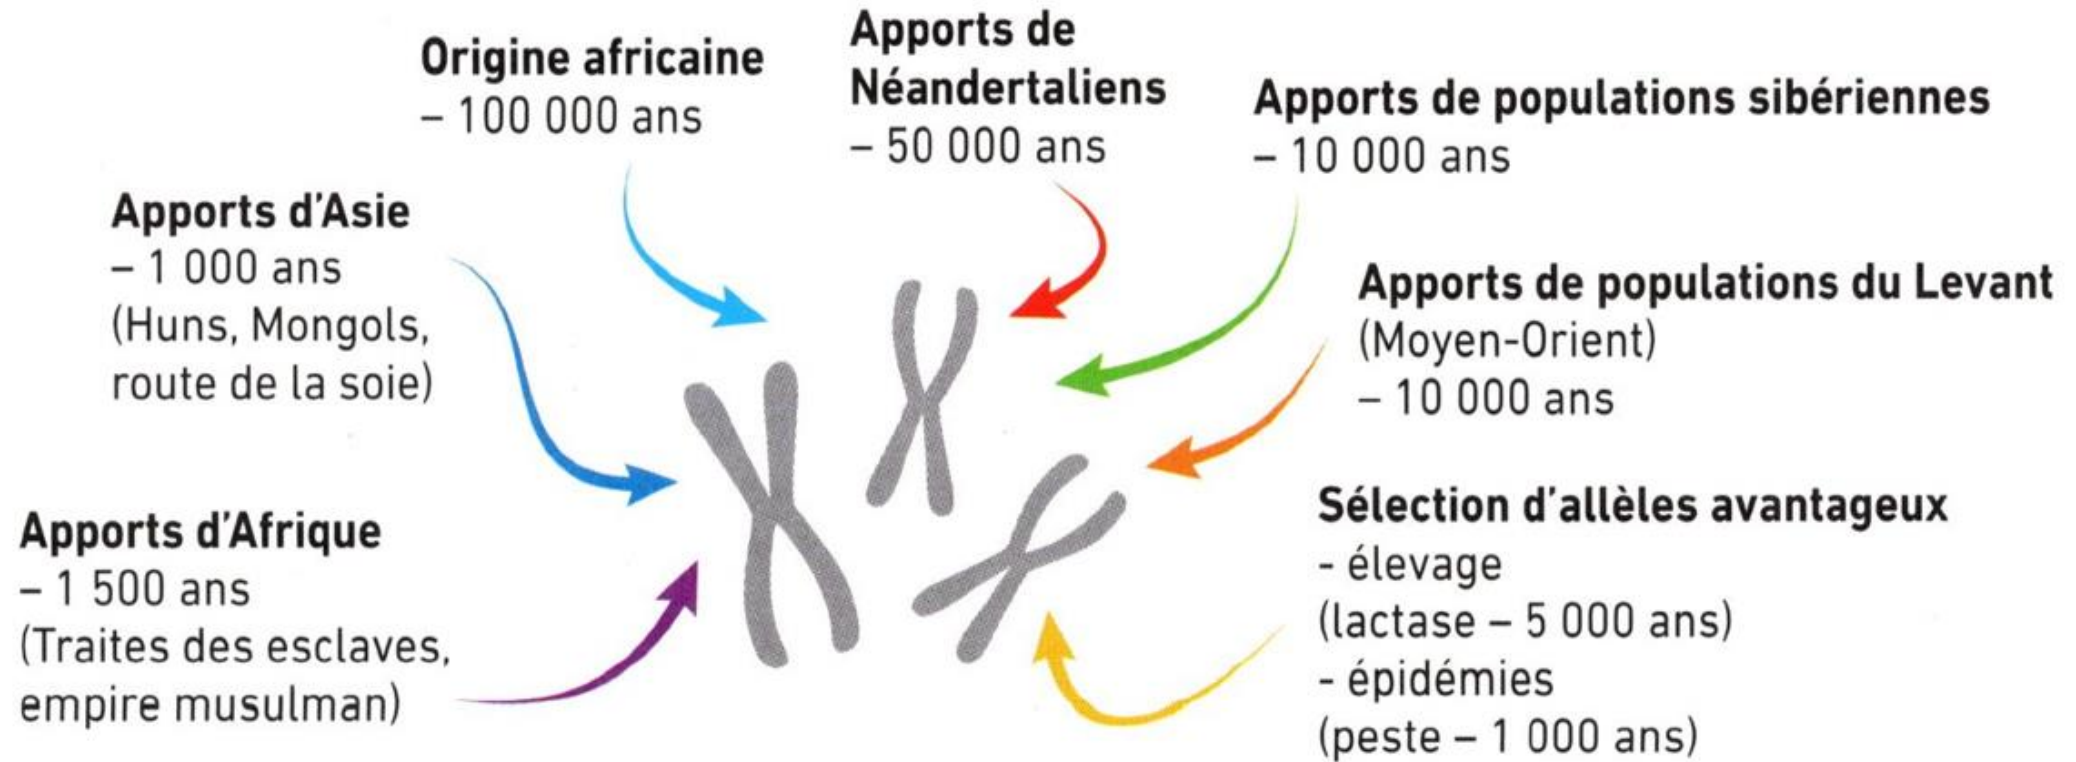 Origine africaine
– 100 000 ans
Apports de
Néandertaliens
– 50 000 ans
Apports de populations sibériennes
– 10 000 ans
Apports d'Asie
– 1 000 ans
(Huns, Mongols,
route de la soie)
Apports de populations du Levant
(Moyen-Orient)
– 10 000 ans
Apports d'Afrique
– 1 500 ans
(Traites des esclaves,
empire musulman)
Sélection d'allèles avantageux
- élevage
(lactase – 5 000 ans)
- épidémies
(peste – 1 000 ans)